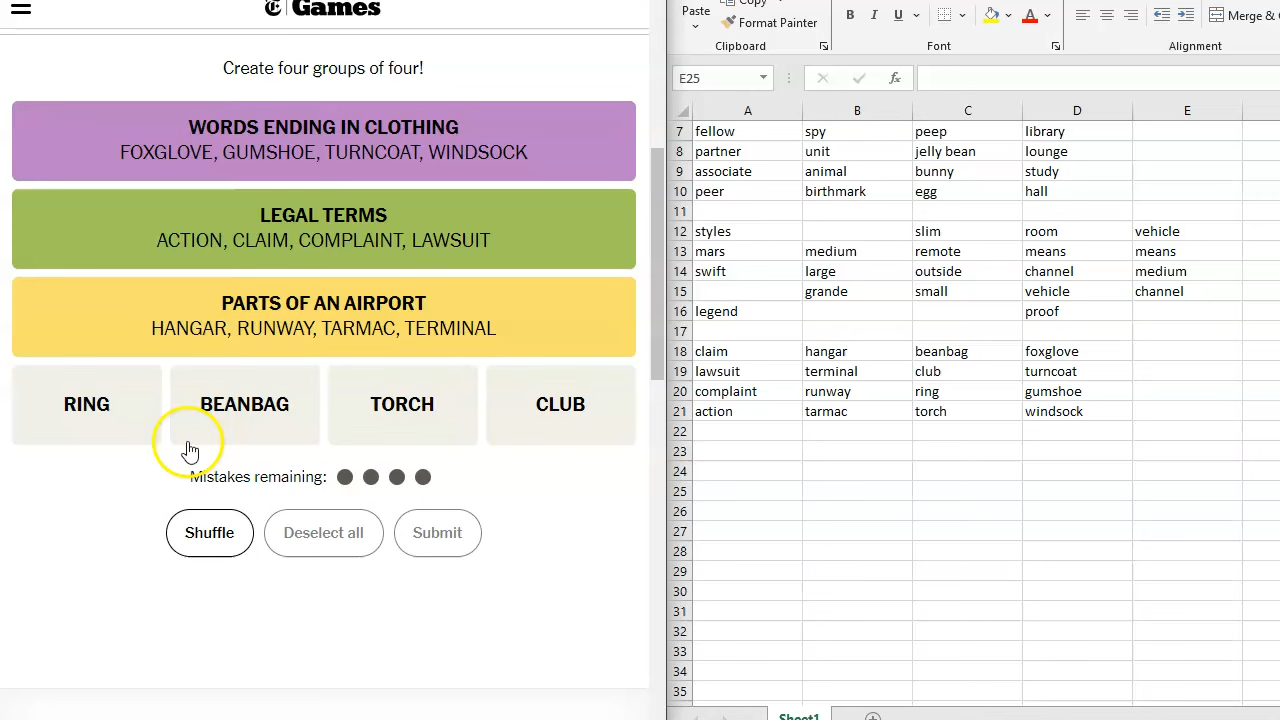 Games
Create four groups of four!
WORDS ENDING IN CLOTHING
FOXGLOVE, GUMSHOE, TURNCOAT, WINDSOCK
LEGAL TERMS
ACTION, CLAIM, COMPLAINT, LAWSUIT
PARTS OF AN AIRPORT
HANGAR, RUNWAY, TARMAC, TERMINAL
RING BEANBAG TORCH CLUB
Mistakes remaining:
Shuffle Deselect all Submit
Copy
Paste
Format Painter
B I U A Merge & C
Clipboard Font Alignment
E25 fx
A B C D E
7 fellow spy peep library
8 partner unit jelly bean lounge
9 associate animal bunny study
10 peer birthmark egg hall
11
12 styles slim room vehicle
13 mars medium remote means means
14 swift large outside channel medium
15 grande small vehicle channel
16 legend proof
17
18 claim hangar beanbag foxglove
19 lawsuit terminal club turncoat
20 complaint runway ring gumshoe
21 action tarmac torch windsock
22
23
24
25
26
27
28
29
30
31
32
33
34
35
Sheet1